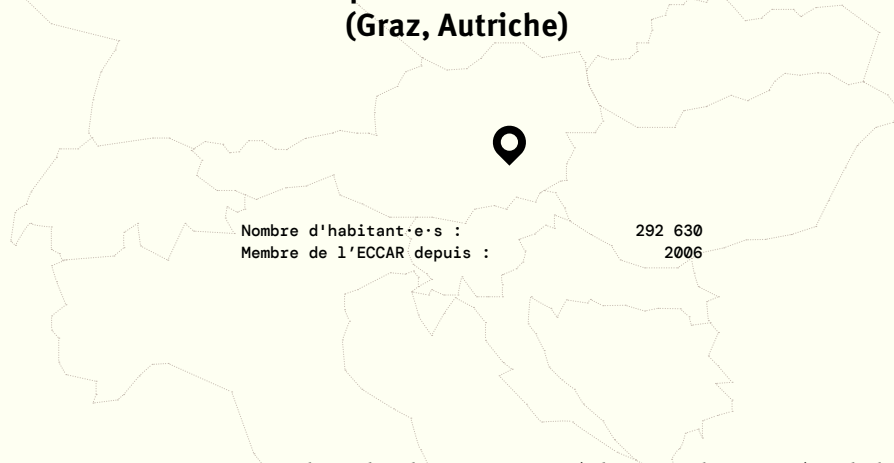 (Graz, Autriche)
Nombre d'habitant·e·s : 292 630
Membre de l’ECCAR depuis : 2006